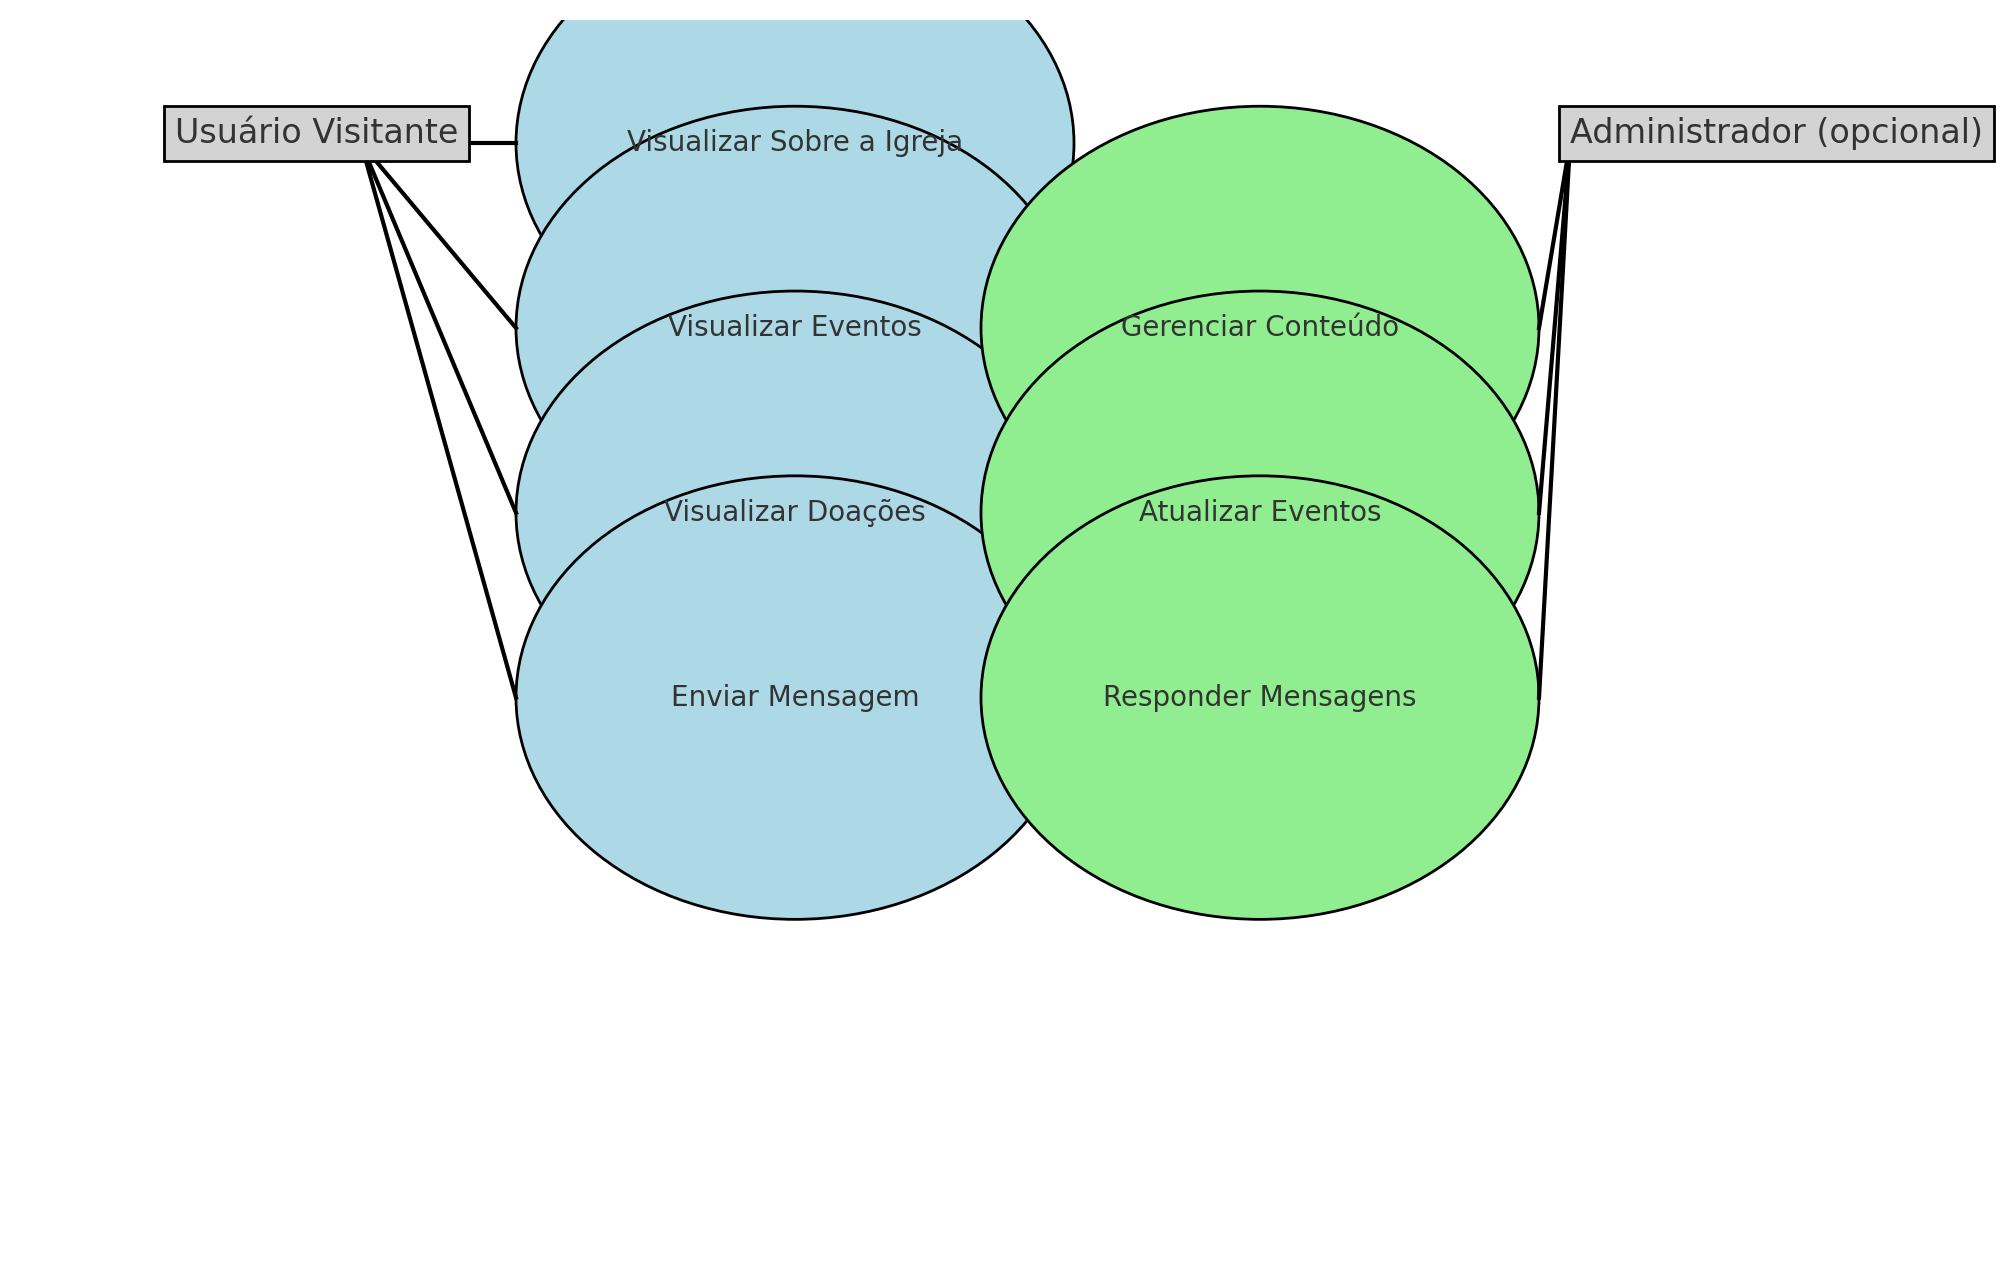 Usuário Visitante
Administrador (opcional)
Visualizar Sobre a Igreja
Visualizar Eventos
Gerenciar Conteúdo
Visualizar Doações
Atualizar Eventos
Enviar Mensagem
Responder Mensagens